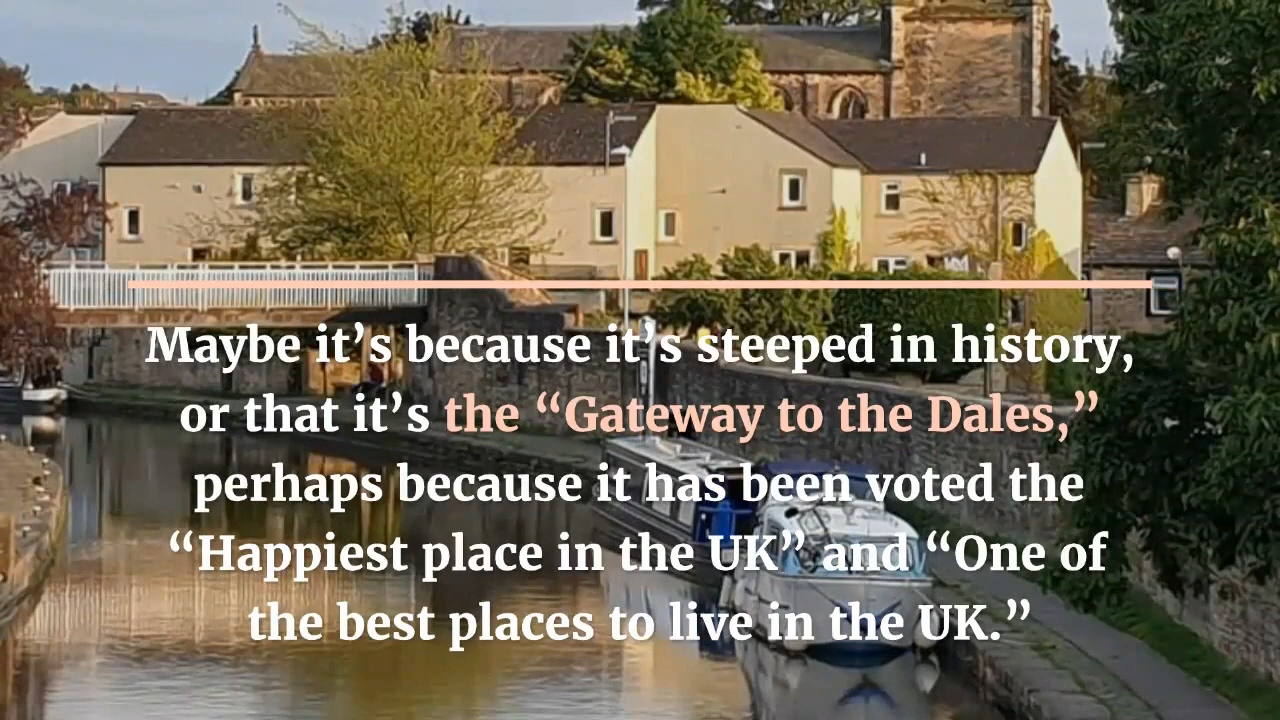 Maybe it’s because it’s steeped in history,
or that it’s the “Gateway to the Dales,”
perhaps because it has been voted the
“Happiest place in the UK” and “One of
the best places to live in the UK.”